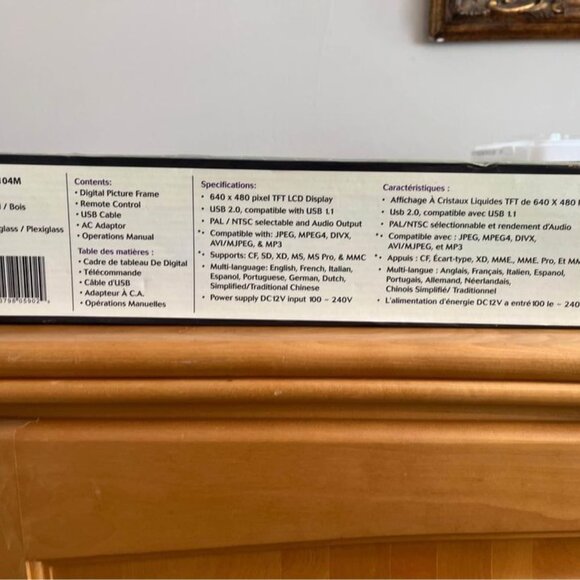 104M
/ Bois
glass / Plexiglass
Contents:
• Digital Picture Frame
• Remote Control
• USB Cable
• AC Adaptor
• Operations Manual
Table des matières :
• Cadre de tableau De Digital
• Télécommande
• Câble d'USB
• Adapteur À C.A.
• Opérations Manuelles
Specifications:
• 640 x 480 pixel TFT LCD Display
• USB 2.0, compatible with USB 1.1
• PAL / NTSC selectable and Audio Output
*• Compatible with: JPEG, MPEG4, DIVX,
AVI/MJPEG, & MP3
*• Supports: CF, SD, XD, MS, MS Pro, & MMC
• Multi-language: English, French, Italian,
Espanol, Portuguese, German, Dutch,
Simplified/Traditional Chinese
• Power supply DC12V input 100 ~ 240V
Caractéristiques :
• Affichage À Cristaux Liquides TFT de 640 X 480
• Usb 2.0, compatible avec USB 1.1
• PAL/NTSC sélectionnable et rendement d'Audio
*• Compatible avec : JPEG, MPEG4, DIVX,
AVI/MJPEG, et MP3
*• Appuis : CF, Écart-type, XD, MME, MME Pro, Et
• Multi-langue : Anglais, Français, Italien, Espanol,
Portugais, Allemand, Néerlandais,
Chinois Simplifié/ Traditionnel
• L'alimentation d'énergie DC12V a entré 100 le ~